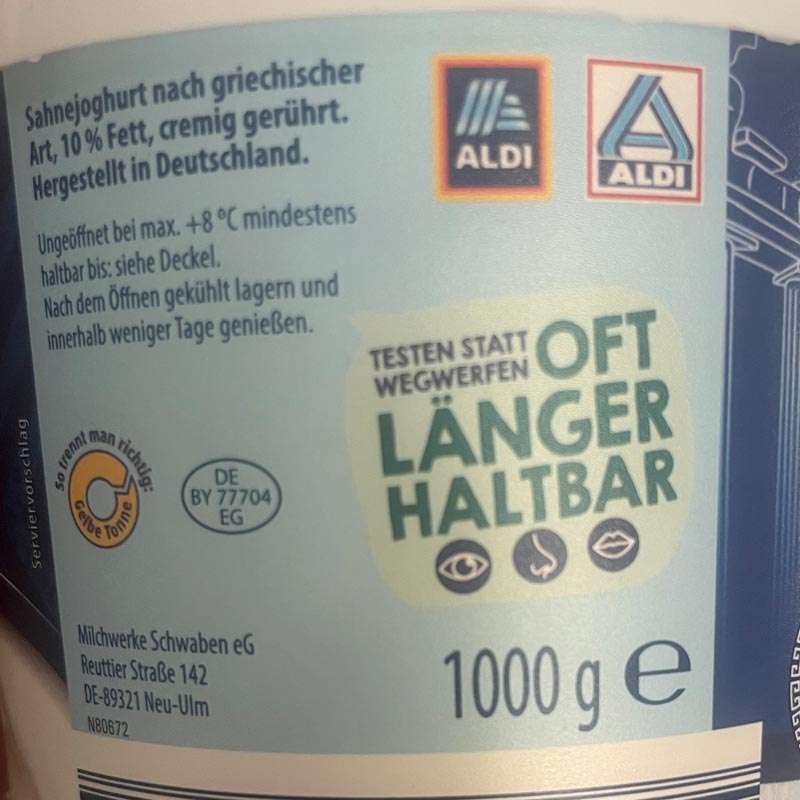 Sahnejoghurt nach griechischer
Art, 10 % Fett, cremig gerührt.
Hergestellt in Deutschland.
ALDI
ALDI
Ungeöffnet bei max. +8 °C mindestens
haltbar bis: siehe Deckel.
Nach dem Öffnen gekühlt lagern und
innerhalb weniger Tage genießen.
TESTEN STATT
WEGWERFEN
OFT
LÄNGER
HALTBAR
Serviervorschlag
So trennt man richtig:
Gelbe Tonne
DE
BY 77704
EG
Milchwerke Schwaben eG
Reuttier Straße 142
DE-89321 Neu-Ulm
N80672
1000 g e